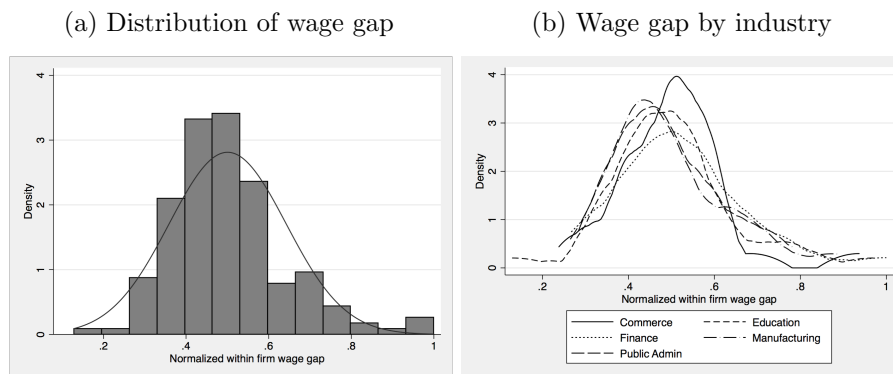 (a) Distribution of wage gap
(b) Wage gap by industry
4
3
2
1
0
Density
.2 .4 .6 .8 1
Normalized within firm wage gap
4
3
2
1
0
Density
.2 .4 .6 .8 1
Normalized within firm wage gap
Commerce Education
Finance Manufacturing
Public Admin